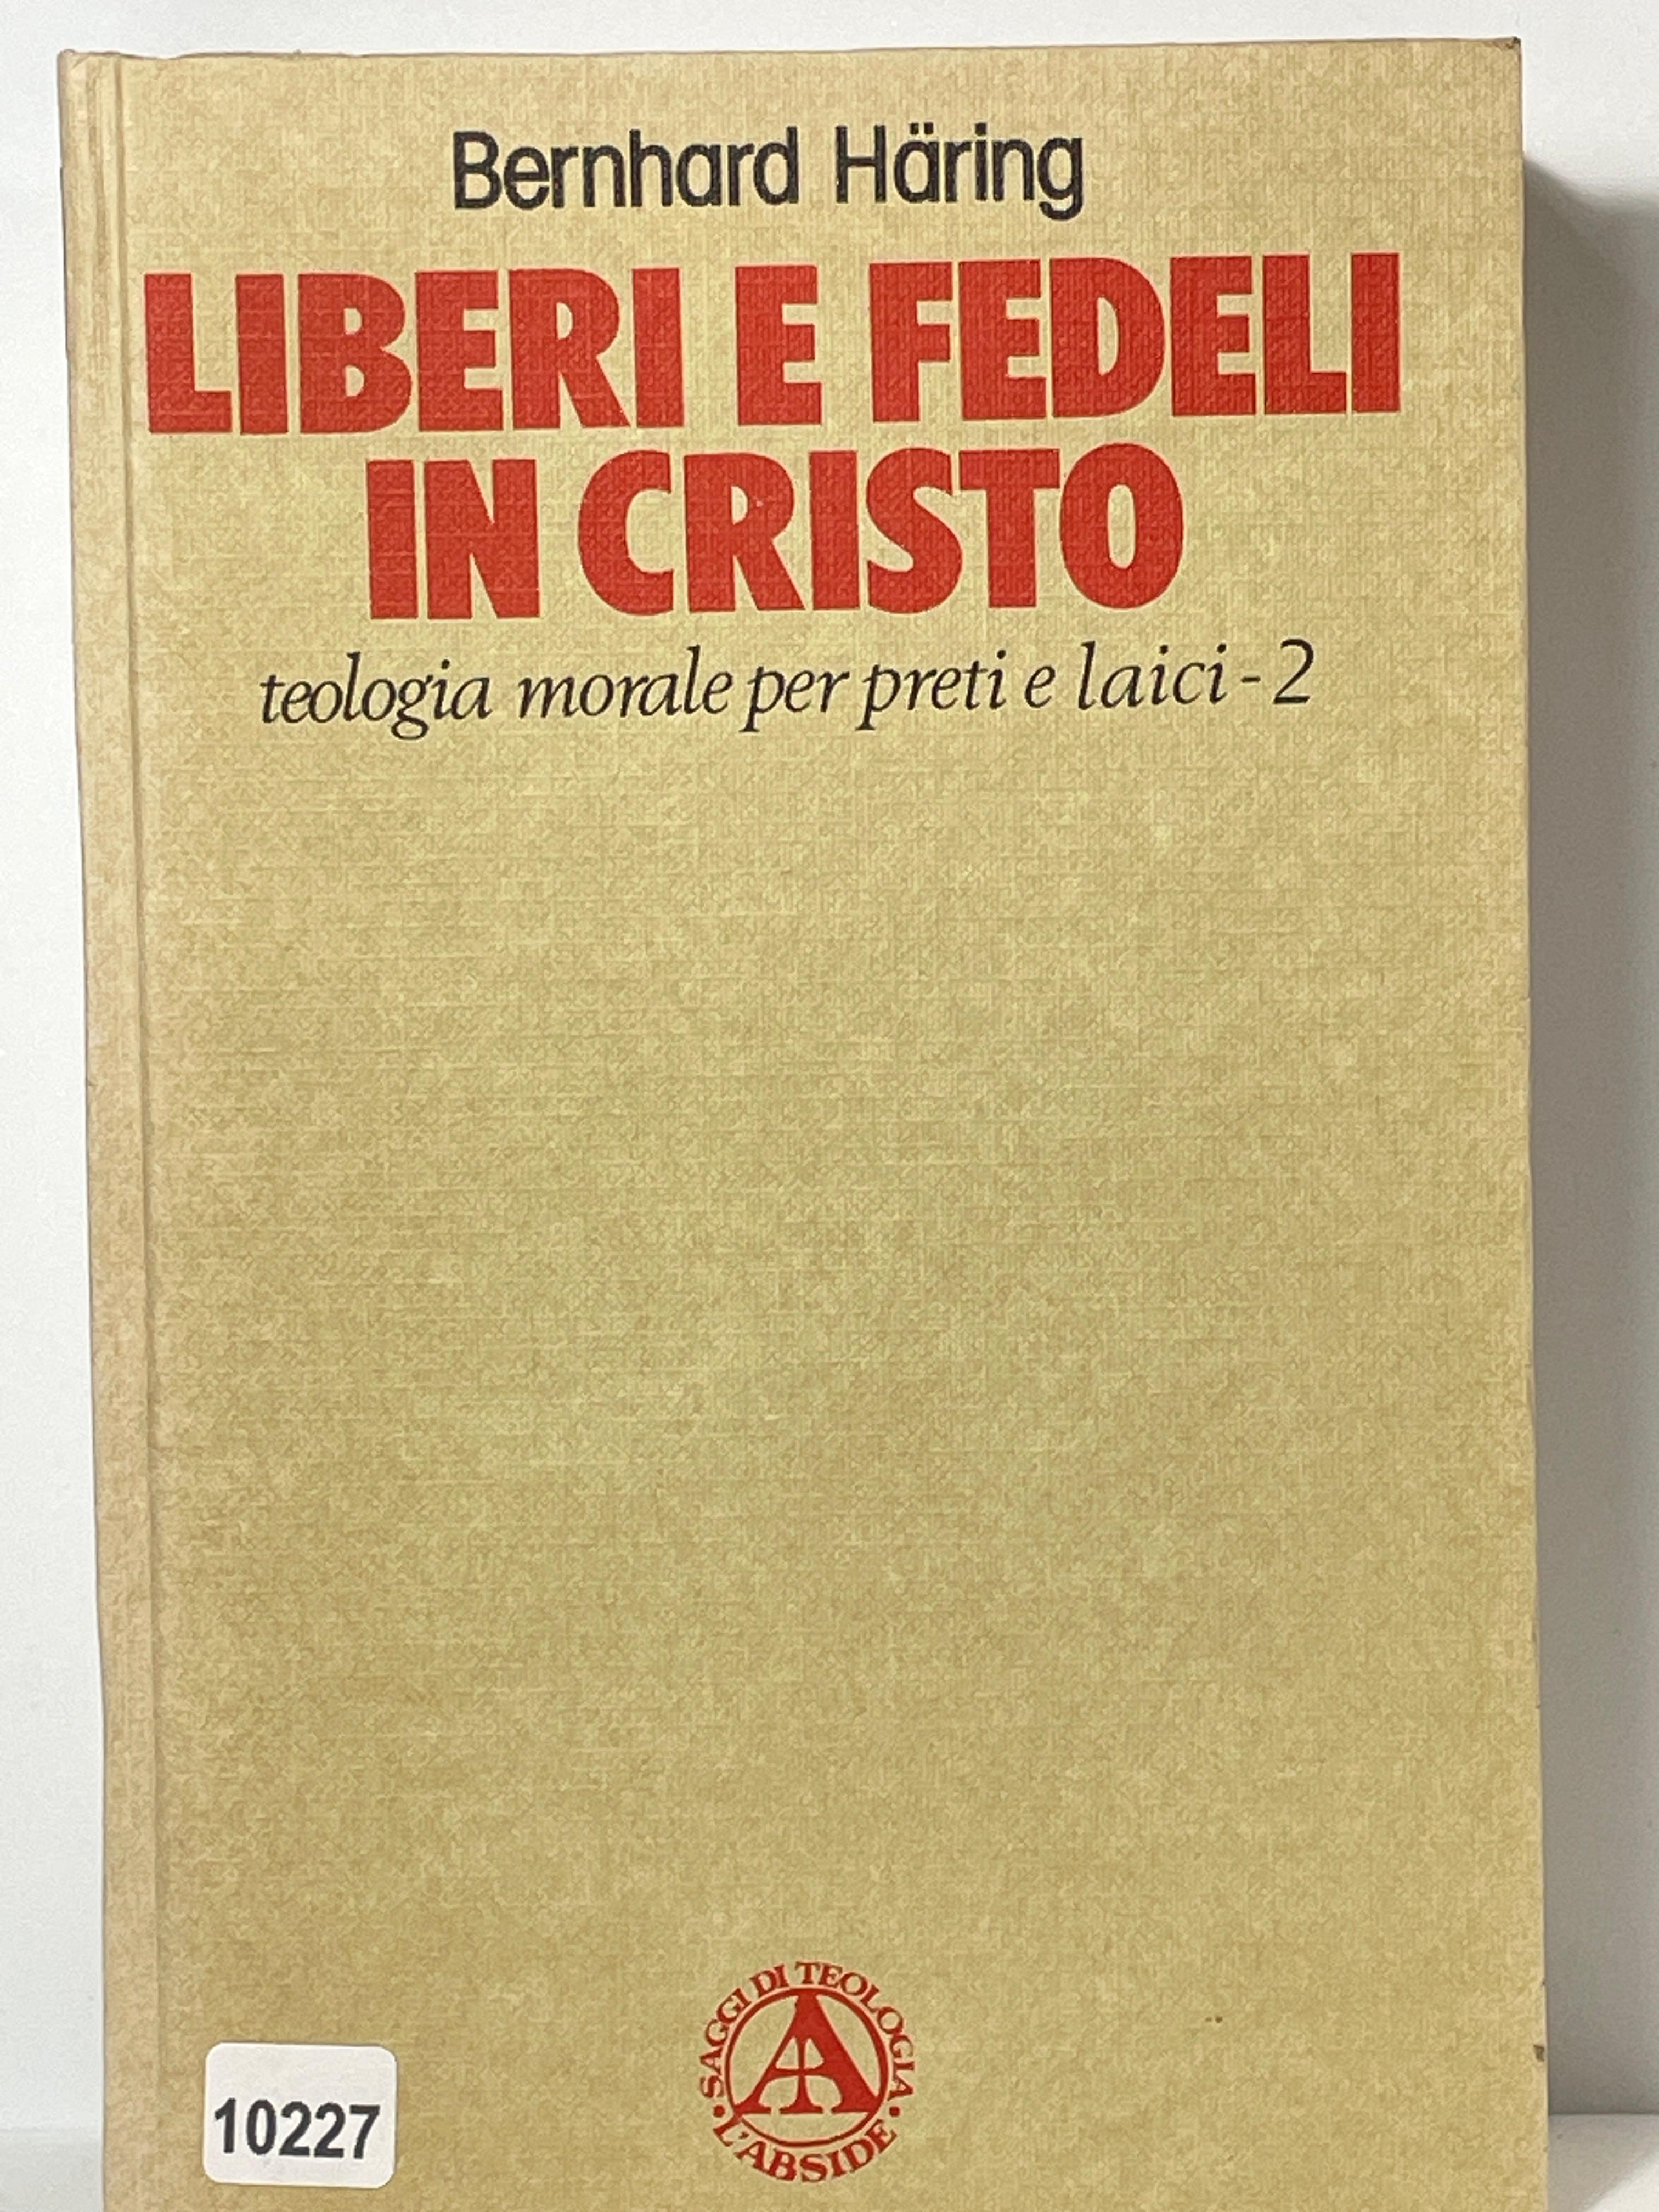 Bernhard Häring
LIBERI E FEDELI
IN CRISTO
teologia morale per preti e laici - 2
SAGGI DI TEOLOGIA
A
• L'ABSIDE •
10227